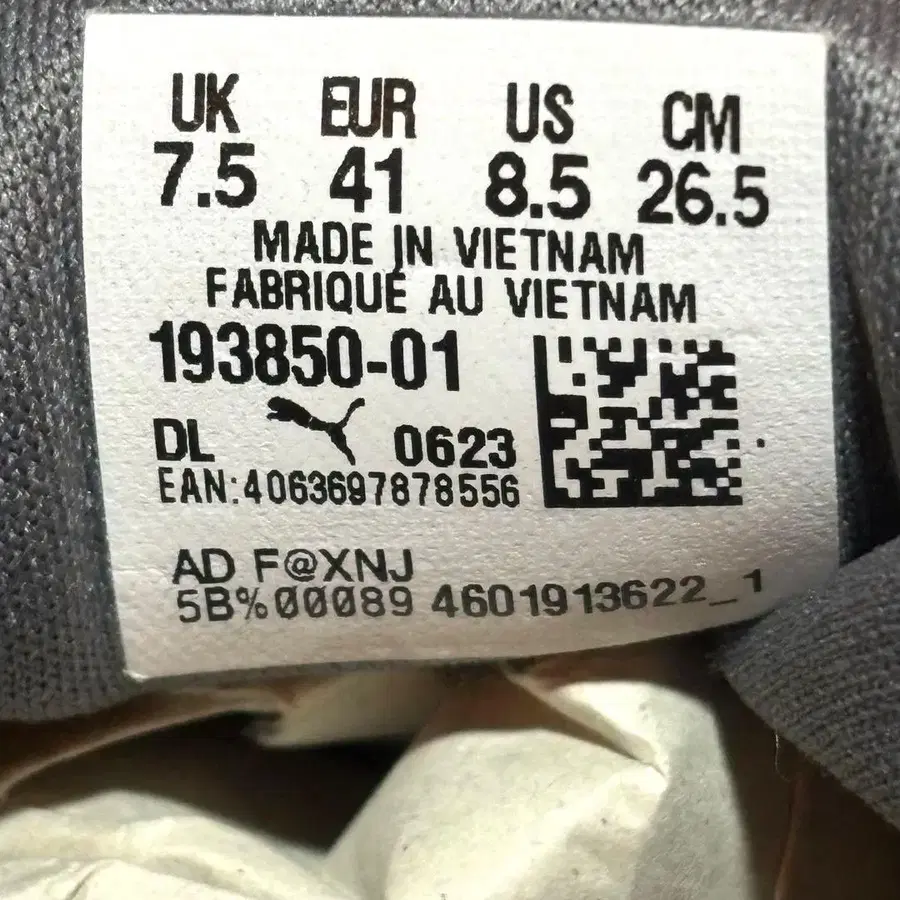 UK EUR US CM
7.5 41 8.5 26.5
MADE IN VIETNAM
FABRIQUÉ AU VIETNAM
193850-01
DL 0623
EAN:4063697878556
AD F@XNJ
5B%00089 4601913622_1